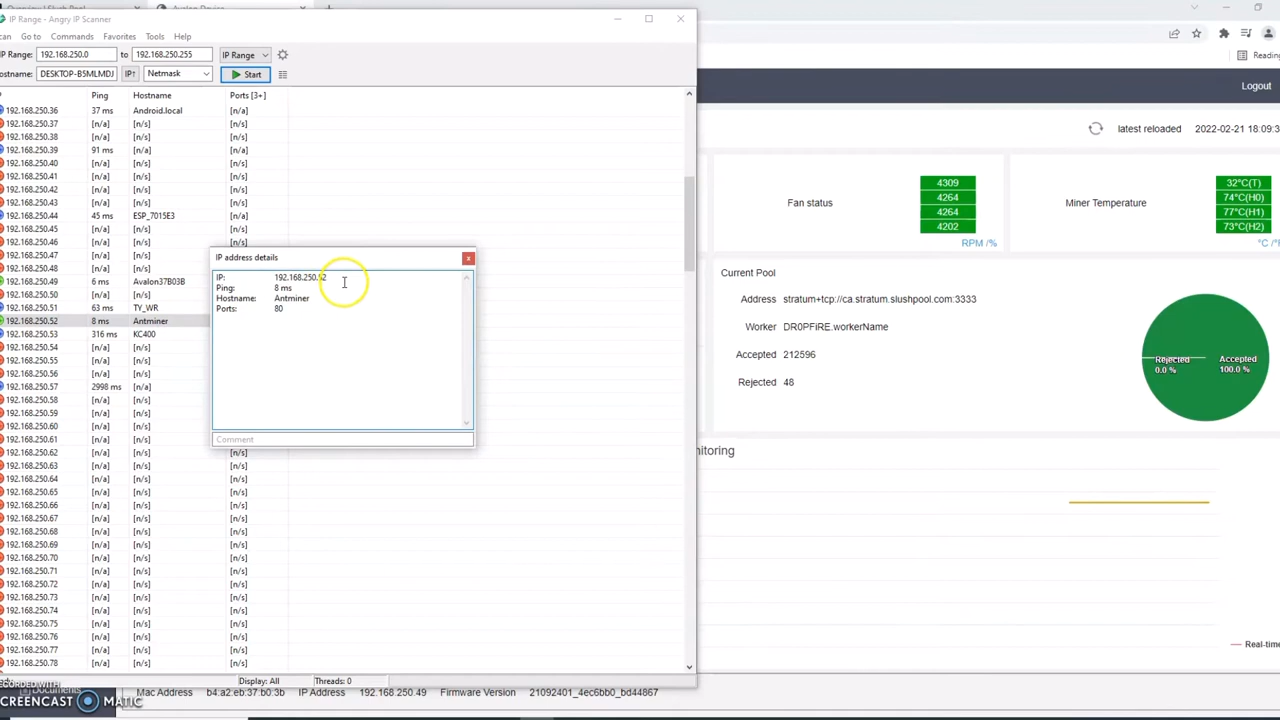 IP Range - Angry IP Scanner
Go to Commands Favorites Tools Help
IP Range: 192.168.250.0 to 192.168.250.255 IP Range
DESKTOP-B5MLMDJ IP↑ Netmask Start
Ping Hostname Ports [3+]
192.168.250.36 37 ms Android.local [n/a]
192.168.250.37 [n/a] [n/s] [n/s]
192.168.250.38 [n/a] [n/s] [n/s]
192.168.250.39 91 ms [n/a] [n/a]
192.168.250.40 [n/a] [n/s] [n/s]
192.168.250.41 [n/a] [n/s] [n/s]
192.168.250.42 [n/a] [n/s] [n/s]
192.168.250.43 [n/a] [n/s] [n/s]
192.168.250.44 45 ms ESP_7015E3 [n/a]
192.168.250.45 [n/a] [n/s] [n/s]
192.168.250.46 [n/a] [n/s] [n/s]
192.168.250.47 [n/a] [n/s]
192.168.250.48 [n/a] [n/s]
192.168.250.49 6 ms Avalon37B03B
192.168.250.50 [n/a] [n/s]
192.168.250.51 63 ms TY_WR
192.168.250.52 8 ms Antminer
192.168.250.53 316 ms KC400
192.168.250.54 [n/a] [n/s]
192.168.250.55 [n/a] [n/s]
192.168.250.56 [n/a] [n/s]
192.168.250.57 2998 ms [n/a]
192.168.250.58 [n/a] [n/s]
192.168.250.59 [n/a] [n/s]
192.168.250.60 [n/a] [n/s]
192.168.250.61 [n/a] [n/s]
192.168.250.62 [n/a] [n/s] [n/s]
192.168.250.63 [n/a] [n/s] [n/s]
192.168.250.64 [n/a] [n/s] [n/s]
192.168.250.65 [n/a] [n/s] [n/s]
192.168.250.66 [n/a] [n/s] [n/s]
192.168.250.67 [n/a] [n/s] [n/s]
192.168.250.68 [n/a] [n/s] [n/s]
192.168.250.69 [n/a] [n/s] [n/s]
192.168.250.70 [n/a] [n/s] [n/s]
192.168.250.71 [n/a] [n/s] [n/s]
192.168.250.72 [n/a] [n/s] [n/s]
192.168.250.73 [n/a] [n/s] [n/s]
192.168.250.74 [n/a] [n/s] [n/s]
192.168.250.75 [n/a] [n/s] [n/s]
192.168.250.76 [n/a] [n/s] [n/s]
192.168.250.77 [n/a] [n/s] [n/s]
192.168.250.78 [n/a] [n/s] [n/s]
Display: All Threads: 0
IP address details
IP: 192.168.250.52
Ping: 8 ms
Hostname: Antminer
Ports: 80
Comment
Reading
Logout
latest reloaded 2022-02-21 18:09:3
Fan status
4309
4264
4264
4202
RPM /%
Miner Temperature
32°C(T)
74°C(H0)
77°C(H1)
73°C(H2)
Current Pool
Address stratum+tcp://ca.stratum.slushpool.com:3333
Worker DR0PFiRE.workerName
Accepted 212596
Rejected 48
Rejected
0.0 %
Accepted
100.0 %
nitoring
Real-time
Mac Address b4.a2.eb:37.b0.3b IP Address 192.168.250.49 Firmware Version 21092401_4ec6bb0_bd44867
RECORDED WITH
SCREENCAST MATIC